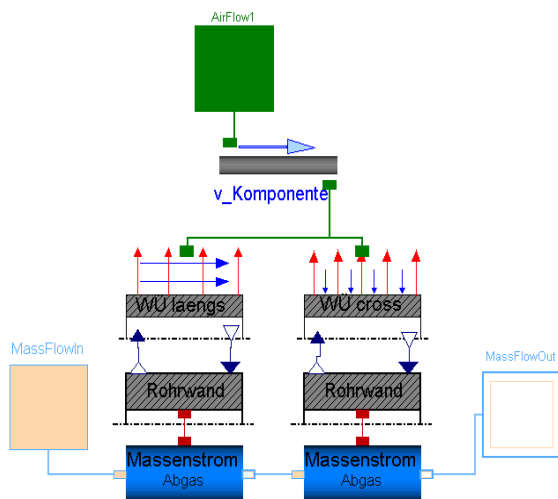 AirFlow1
v_Komponente
WÜ laengs
WÜ cross
MassFlowIn
MassFlowOut
Rohrwand
Rohrwand
Massenstrom
Abgas
Massenstrom
Abgas